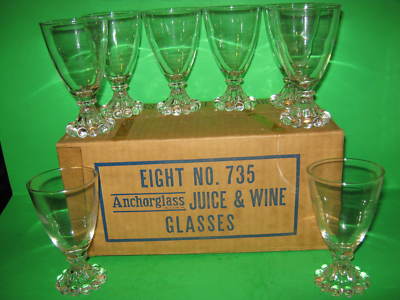 EIGHT NO. 735
Anchorglass JUICE & WINE
GLASSES